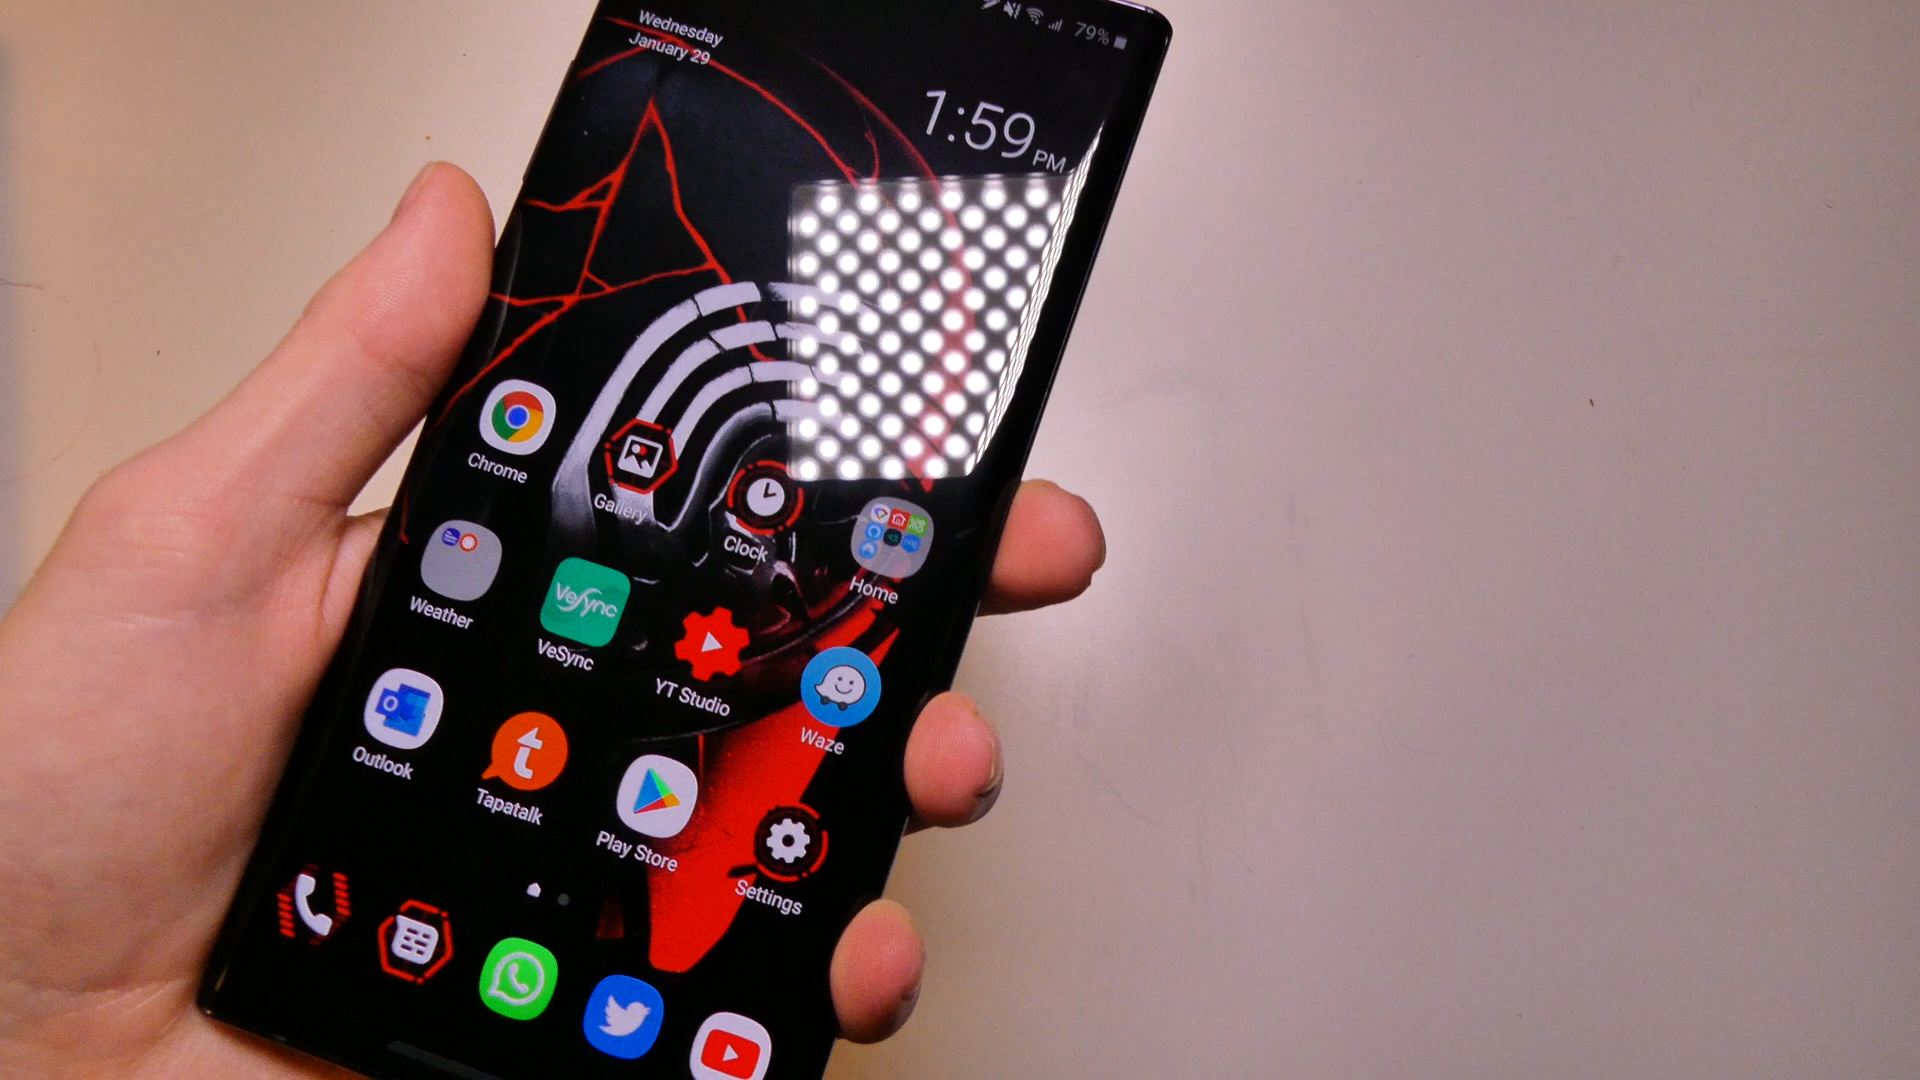 Wednesday
January 29
79%
1:59 PM
Chrome
Gallery
Clock
Home
Weather
VeSync
VeSync
YT Studio
Waze
Outlook
Tapatalk
Play Store
Settings